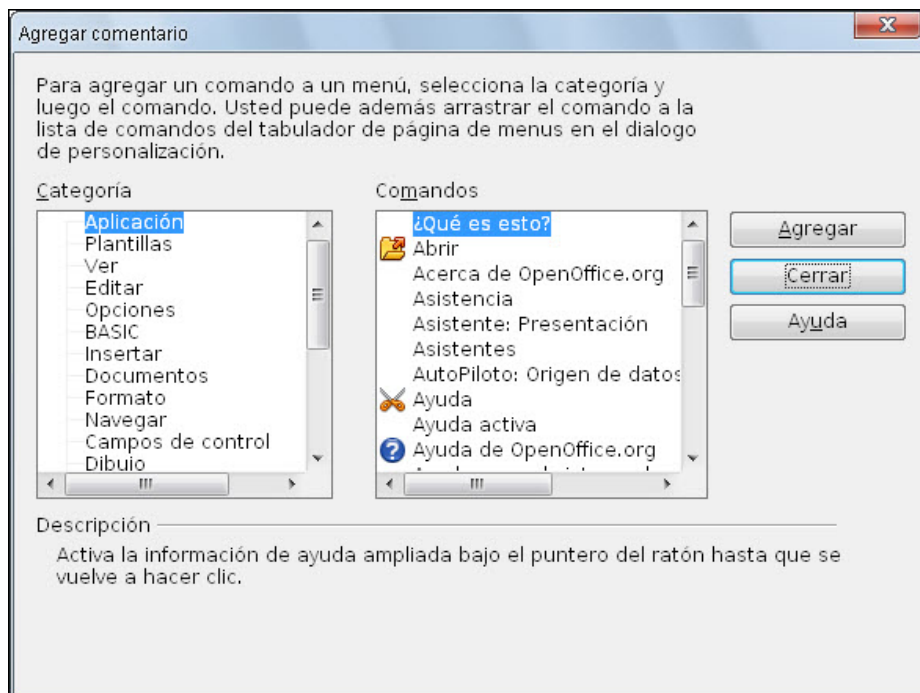 Agregar comentario
Para agregar un comando a un menú, selecciona la categoría y
luego el comando. Usted puede además arrastrar el comando a la
lista de comandos del tabulador de página de menus en el dialogo
de personalización.
Categoría
Aplicación
Plantillas
Ver
Editar
Opciones
BASIC
Insertar
Documentos
Formato
Navegar
Campos de control
Dibujo
Comandos
¿Qué es esto?
Abrir
Acerca de OpenOffice.org
Asistencia
Asistente: Presentación
Asistentes
AutoPiloto: Origen de datos
Ayuda
Ayuda activa
Ayuda de OpenOffice.org
Agregar
Cerrar
Ayuda
Descripción
Activa la información de ayuda ampliada bajo el puntero del ratón hasta que se
vuelve a hacer clic.